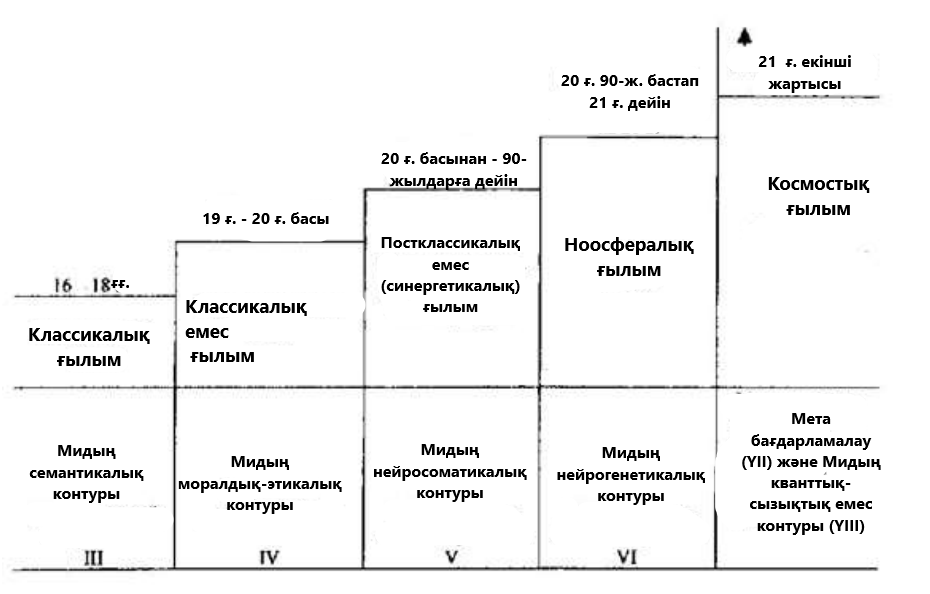 21 ғ. екінші
жартысы
20 ғ. 90-ж. бастап
21 ғ. дейін
20 ғ. басынан - 90-
жылдарға дейін
19 ғ. - 20 ғ. басы
16 18ғғ.
Классикалық
ғылым
Классикалық
емес
ғылым
Постклассикалық
емес
(синергетикалық)
ғылым
Ноосфералық
ғылым
Космостық
ғылым
Мидың
семантикалық
контуры
III
Мидың
моралдық-этикалық
контуры
IV
Мидың
нейросоматикалық
контуры
V
Мидың
нейрогенетикалық
контуры
VI
Мета
бағдарламалау
(YII) және Мидың
кванттық-
сызықтық емес
контуры (YIII)